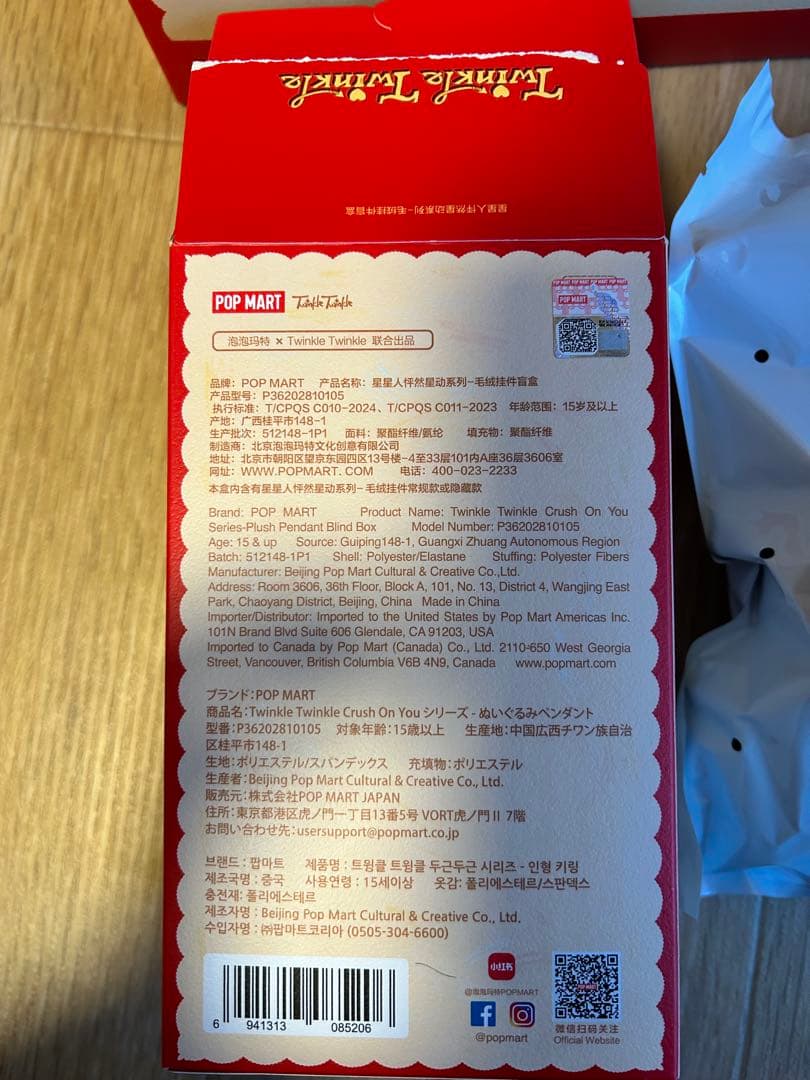 Twinkle Twinkle
星星人怦然星动系列-毛绒挂件盲盒
POP MART Twinkle Twinkle
POP MART
泡泡玛特 × Twinkle Twinkle 联合出品
品牌：POP MART 产品名称：星星人怦然星动系列-毛绒挂件盲盒
产品型号：P36202810105
执行标准：T/CPQS C010-2024、T/CPQS C011-2023 年龄范围：15岁及以上
产地：广西桂平市148-1
生产批次：512148-1P1 面料：聚酯纤维/氨纶 填充物：聚酯纤维
制造商：北京泡泡玛特文化创意有限公司
地址：北京市朝阳区望京东园四区13号楼-4至33层101内A座36层3606室
网址：WWW.POPMART.COM 电话：400-023-2233
本盒内含有星星人怦然星动系列-毛绒挂件常规款或隐藏款
Brand: POP MART Product Name: Twinkle Twinkle Crush On You
Series-Plush Pendant Blind Box Model Number: P36202810105
Age: 15 & up Source: Guiping148-1, Guangxi Zhuang Autonomous Region
Batch: 512148-1P1 Shell: Polyester/Elastane Stuffing: Polyester Fibers
Manufacturer: Beijing Pop Mart Cultural & Creative Co.,Ltd.
Address: Room 3606, 36th Floor, Block A, 101, No. 13, District 4, Wangjing East
Park, Chaoyang District, Beijing, China Made in China
Importer/Distributor: Imported to the United States by Pop Mart Americas Inc.
101N Brand Blvd Suite 606 Glendale, CA 91203, USA
Imported to Canada by Pop Mart (Canada) Co., Ltd. 2110-650 West Georgia
Street, Vancouver, British Columbia V6B 4N9, Canada www.popmart.com
ブランド:POP MART
商品名:Twinkle Twinkle Crush On You シリーズ - ぬいぐるみペンダント
型番:P36202810105 対象年齢:15歳以上 生産地:中国広西チワン族自治
区桂平市148-1
生地:ポリエステル/スパンデックス 充填物:ポリエステル
生産者:Beijing Pop Mart Cultural & Creative Co., Ltd.
販売元:株式会社POP MART JAPAN
住所:東京都港区虎ノ門一丁目13番5号 VORT虎ノ門Ⅱ 7階
お問い合わせ先:usersupport@popmart.co.jp
브랜드 : 팝마트 제품명 : 트윙클 트윙클 두근두근 시리즈 - 인형 키링
제조국명 : 중국 사용연령 : 15세이상 옷감: 폴리에스테르/스판덱스
충전재: 폴리에스테르
제조자명 : Beijing Pop Mart Cultural & Creative Co., Ltd.
수입자명 : ㈜팝마트코리아 (0505-304-6600)
6 941313 085206
小红书
@泡泡玛特POPMART
@popmart
POP MART
微信扫码关注
Official Website